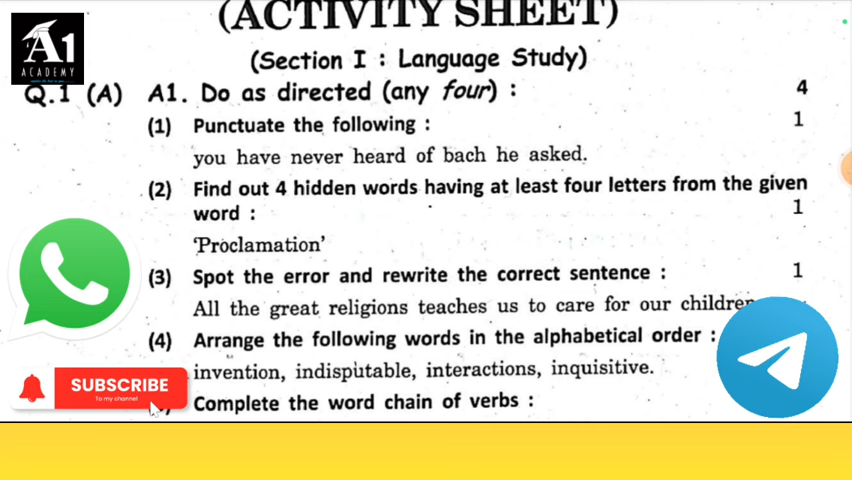 (ACTIVITY SHEET)
A1
ACADEMY
(Section I : Language Study)
Q.1 (A) A1. Do as directed (any four) : 4
(1) Punctuate the following : 1
you have never heard of bach he asked.
(2) Find out 4 hidden words having at least four letters from the given
word : 1
'Proclamation'
(3) Spot the error and rewrite the correct sentence : 1
All the great religions teaches us to care for our children
(4) Arrange the following words in the alphabetical order :
invention, indisputable, interactions, inquisitive.
SUBSCRIBE
To my channel
Complete the word chain of verbs :